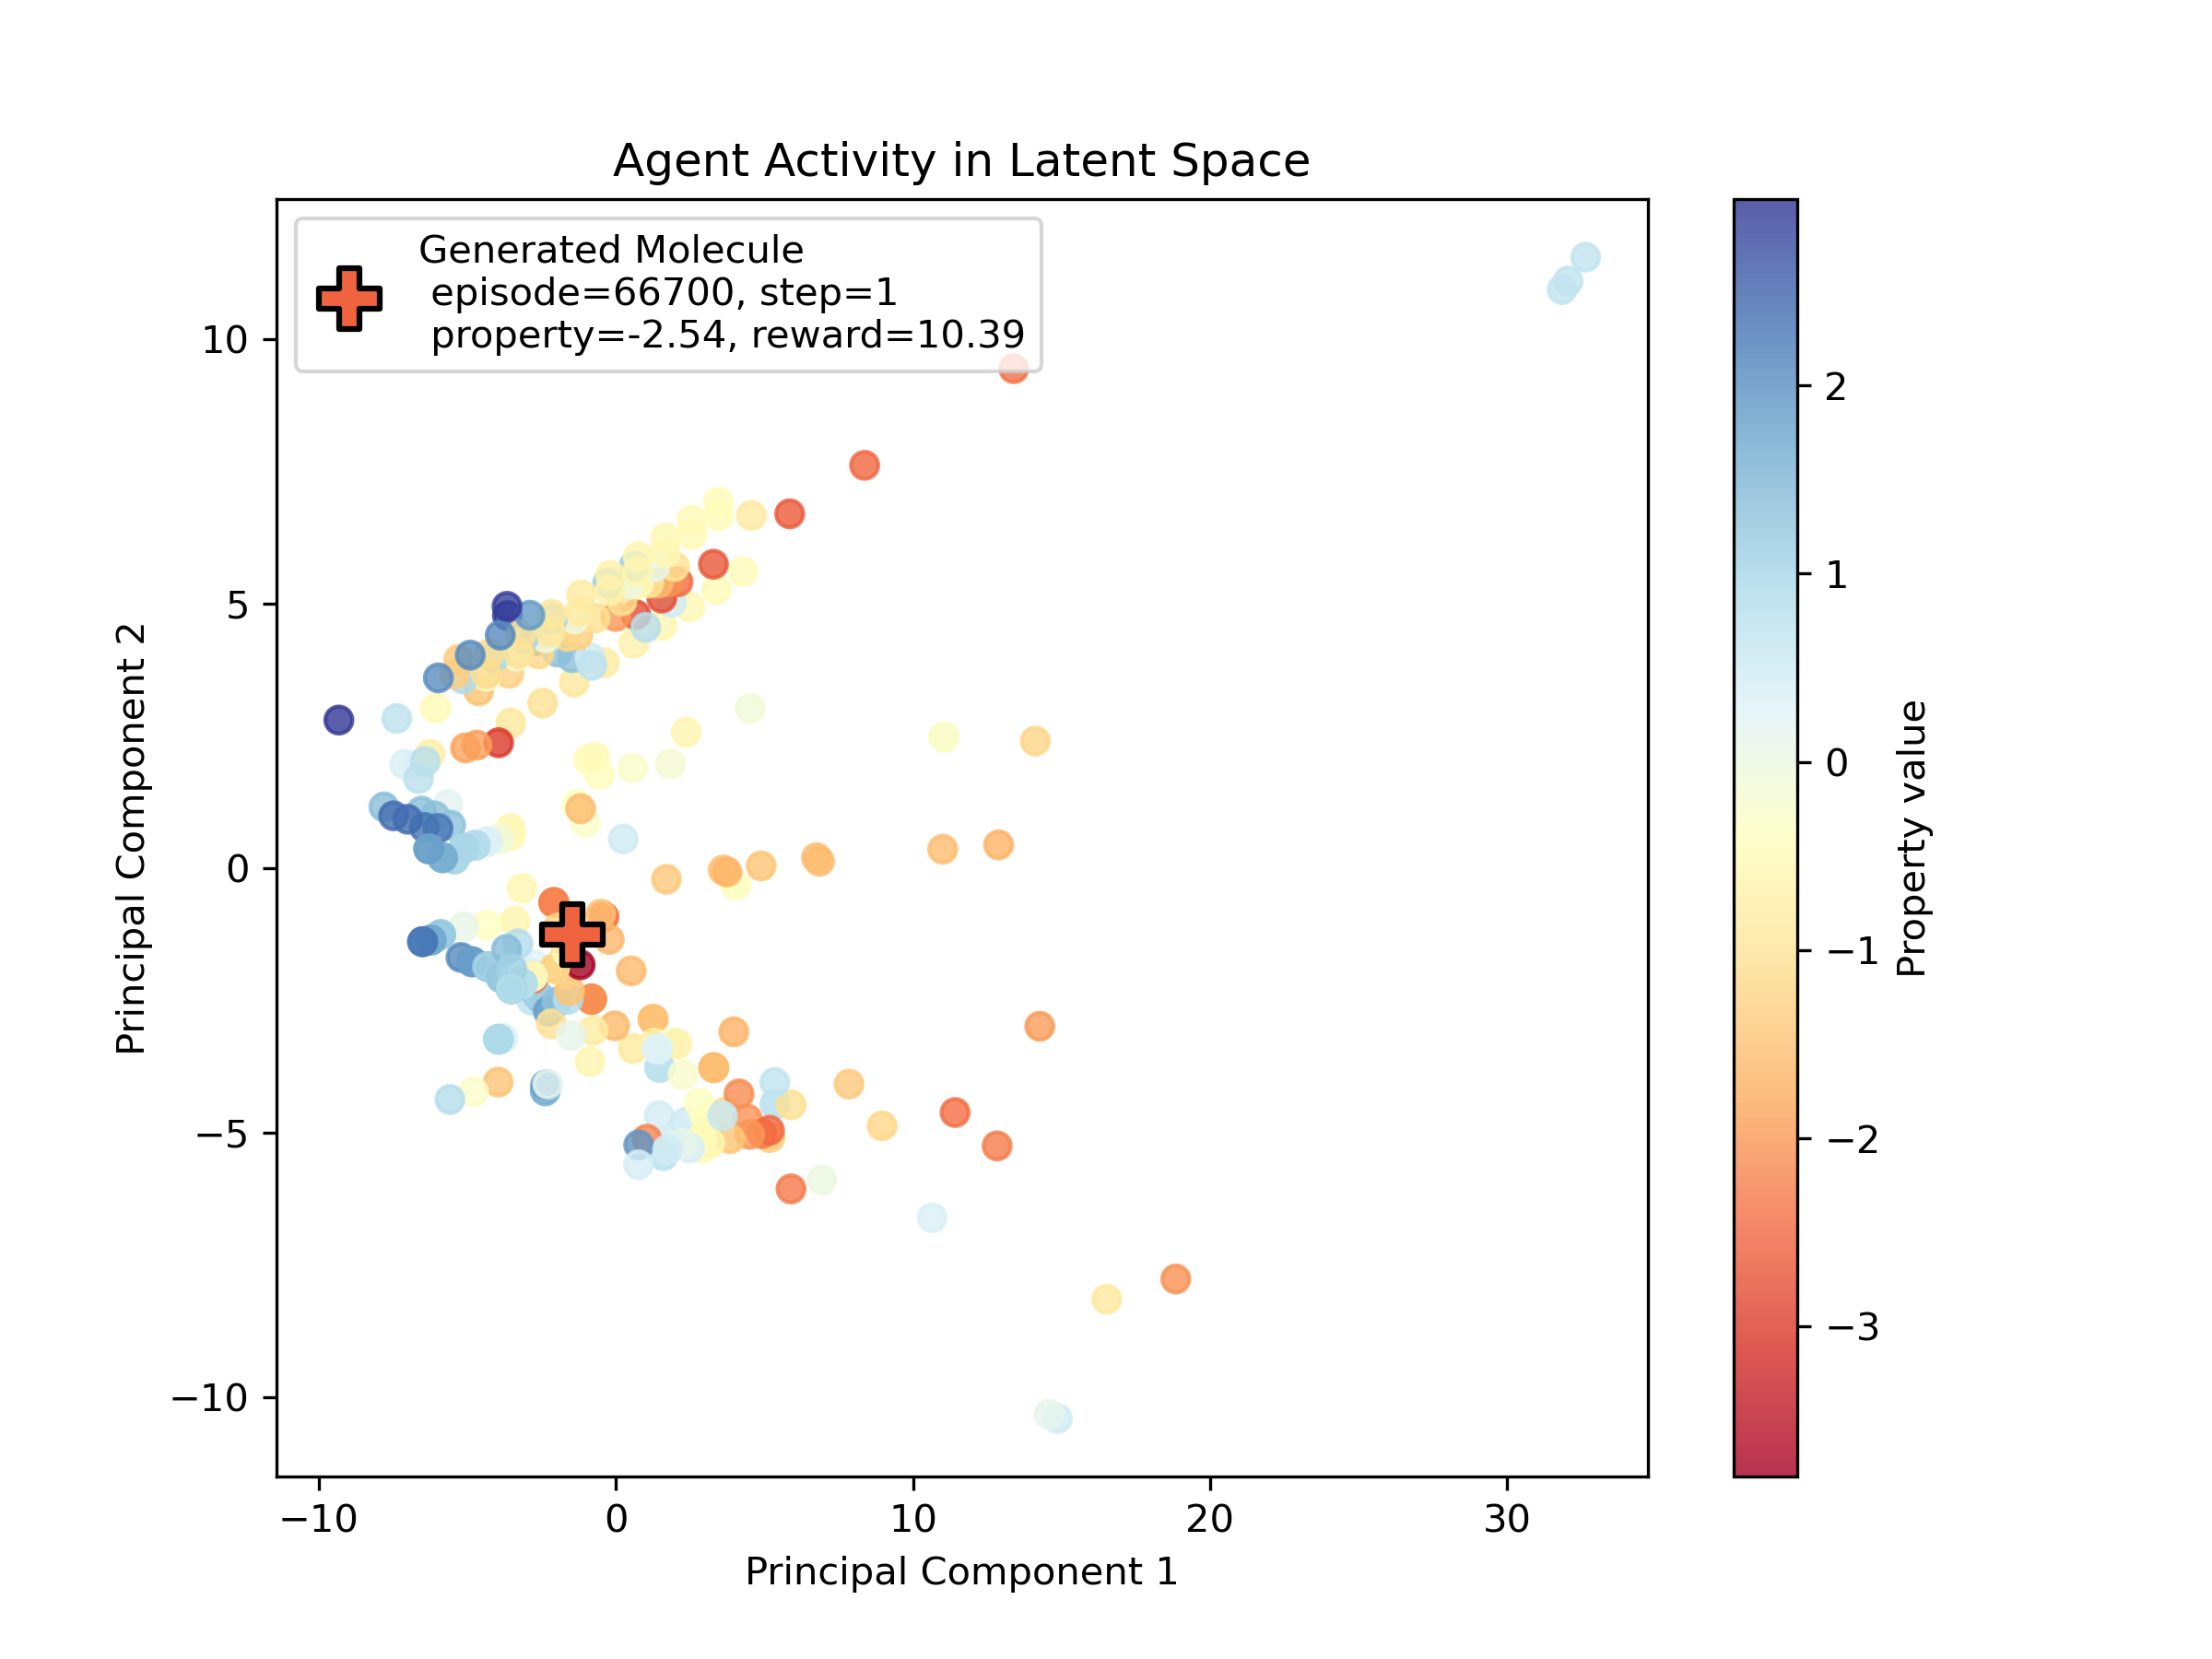 Agent Activity in Latent Space
Generated Molecule
episode=66700, step=1
property=-2.54, reward=10.39
10
5
0
−5
−10
Principal Component 2
−10
0
10
20
30
Principal Component 1
2
1
0
−1
−2
−3
Property value